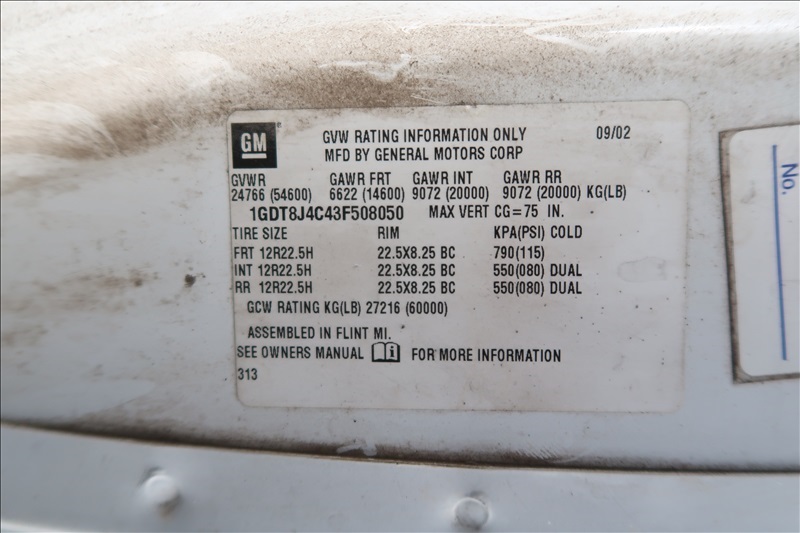 GM ®
GVW RATING INFORMATION ONLY 09/02
MFD BY GENERAL MOTORS CORP
GVWR GAWR FRT GAWR INT GAWR RR
24766 (54600) 6622 (14600) 9072 (20000) 9072 (20000) KG(LB)
1GDT8J4C43F508050 MAX VERT CG=75 IN.
TIRE SIZE RIM KPA(PSI) COLD
FRT 12R22.5H 22.5X8.25 BC 790(115)
INT 12R22.5H 22.5X8.25 BC 550(080) DUAL
RR 12R22.5H 22.5X8.25 BC 550(080) DUAL
GCW RATING KG(LB) 27216 (60000)
ASSEMBLED IN FLINT MI.
SEE OWNERS MANUAL i FOR MORE INFORMATION
313
No.